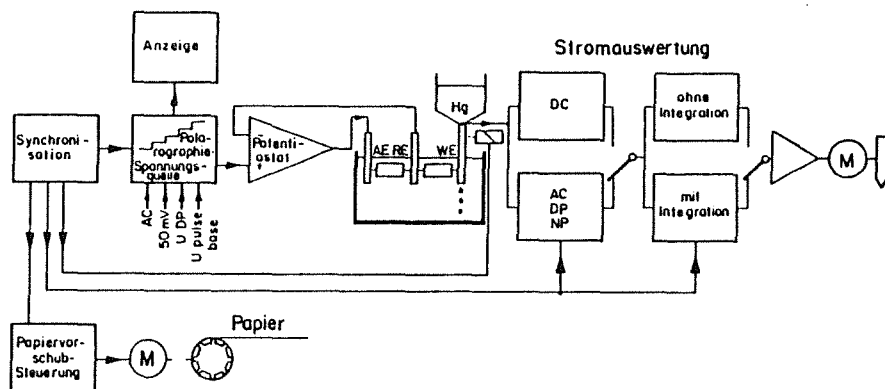 Anzeige
Stromauswertung
Hg
DC
ohne
Integration
Synchroni-
sation
Pola-
rographie-
Spannungs-
quelle
-
Potenti-
ostat
+
AE RE
WE
M
AC
DP
NP
mit
Integration
AC
50mV
U DP
U pulse
base
Papiervor-
schub-
Steuerung
M
Papier